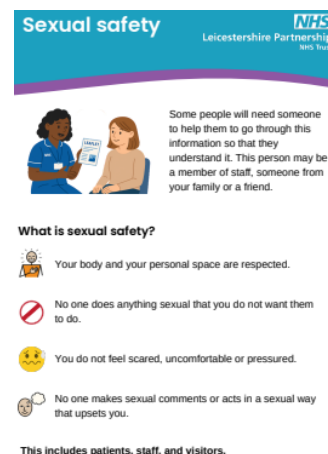 Sexual safety
NHS
Leicestershire Partnership
NHS Trust
LEAFLET
Some people will need someone
to help them to go through this
information so that they
understand it. This person may be
a member of staff, someone from
your family or a friend.
What is sexual safety?
Your body and your personal space are respected.
No one does anything sexual that you do not want them
to do.
You do not feel scared, uncomfortable or pressured.
No one makes sexual comments or acts in a sexual way
that upsets you.
This includes patients, staff, and visitors.